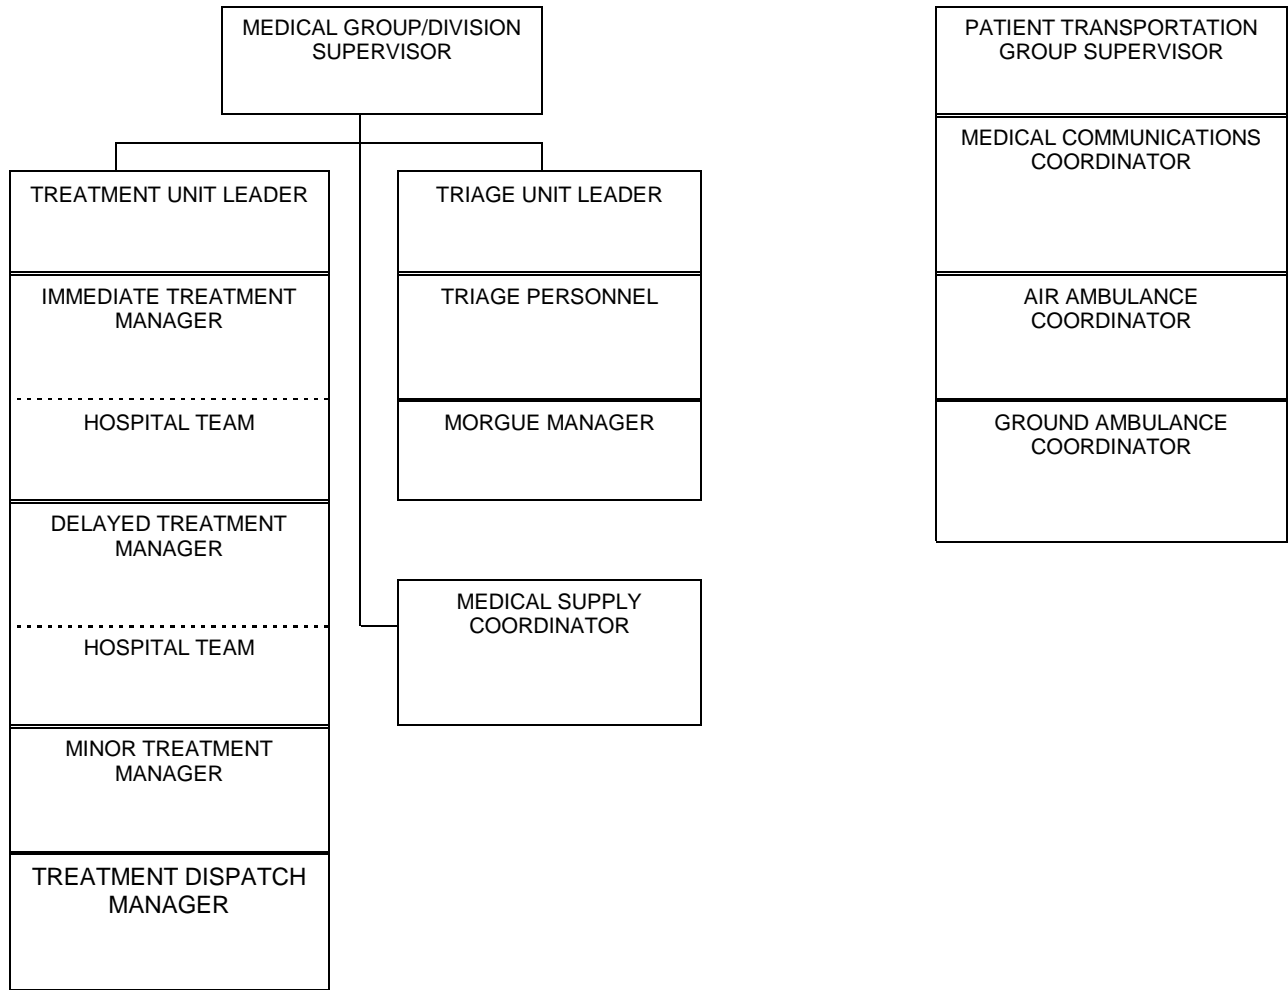 MEDICAL GROUP/DIVISION
SUPERVISOR
TREATMENT UNIT LEADER
IMMEDIATE TREATMENT
MANAGER
HOSPITAL TEAM
DELAYED TREATMENT
MANAGER
HOSPITAL TEAM
MINOR TREATMENT
MANAGER
TREATMENT DISPATCH
MANAGER
TRIAGE UNIT LEADER
TRIAGE PERSONNEL
MORGUE MANAGER
MEDICAL SUPPLY
COORDINATOR
PATIENT TRANSPORTATION
GROUP SUPERVISOR
MEDICAL COMMUNICATIONS
COORDINATOR
AIR AMBULANCE
COORDINATOR
GROUND AMBULANCE
COORDINATOR